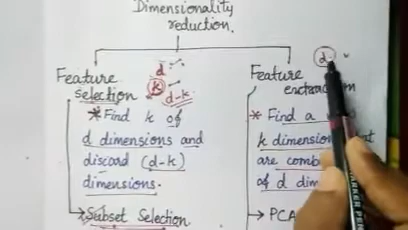 Dimensionality
reduction.
Feature
selection
d
k
d-k
* Find k of
d dimensions and
discard (d-k)
dimensions.
→ Subset Selection
d
Feature
extraction
* Find a
k dimension
are comb
of d dim
→ PCA